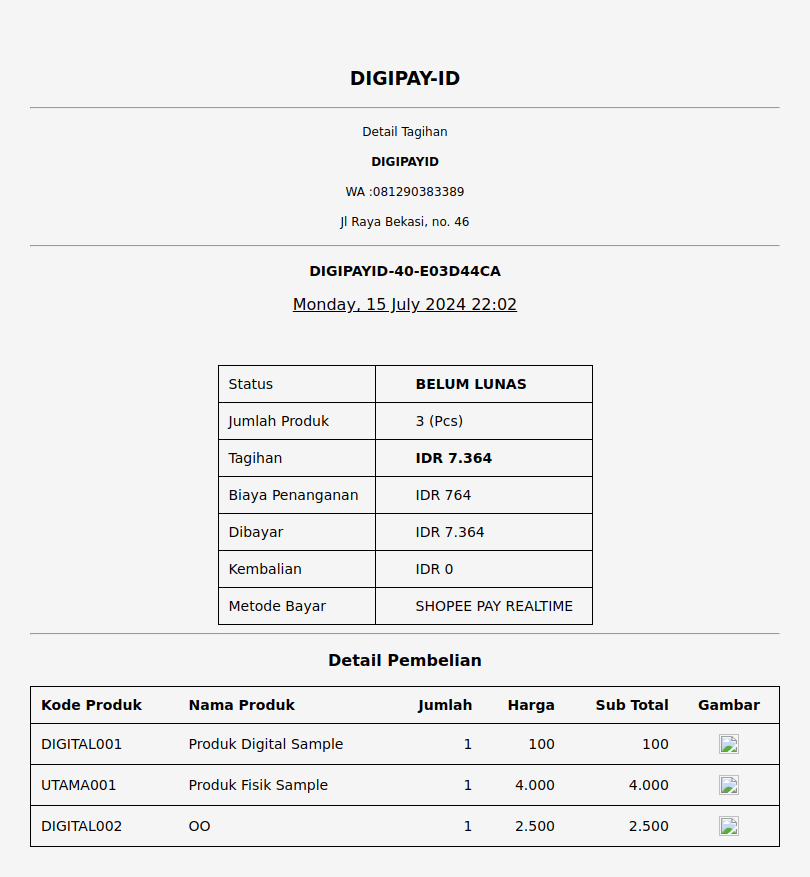 DIGIPAY-ID
Detail Tagihan
DIGIPAYID
WA :081290383389
Jl Raya Bekasi, no. 46
DIGIPAYID-40-E03D44CA
Monday, 15 July 2024 22:02
Status BELUM LUNAS
Jumlah Produk 3 (Pcs)
Tagihan IDR 7.364
Biaya Penanganan IDR 764
Dibayar IDR 7.364
Kembalian IDR 0
Metode Bayar SHOPEE PAY REALTIME
Detail Pembelian
Kode Produk Nama Produk Jumlah Harga Sub Total Gambar
DIGITAL001 Produk Digital Sample 1 100 100
UTAMA001 Produk Fisik Sample 1 4.000 4.000
DIGITAL002 OO 1 2.500 2.500